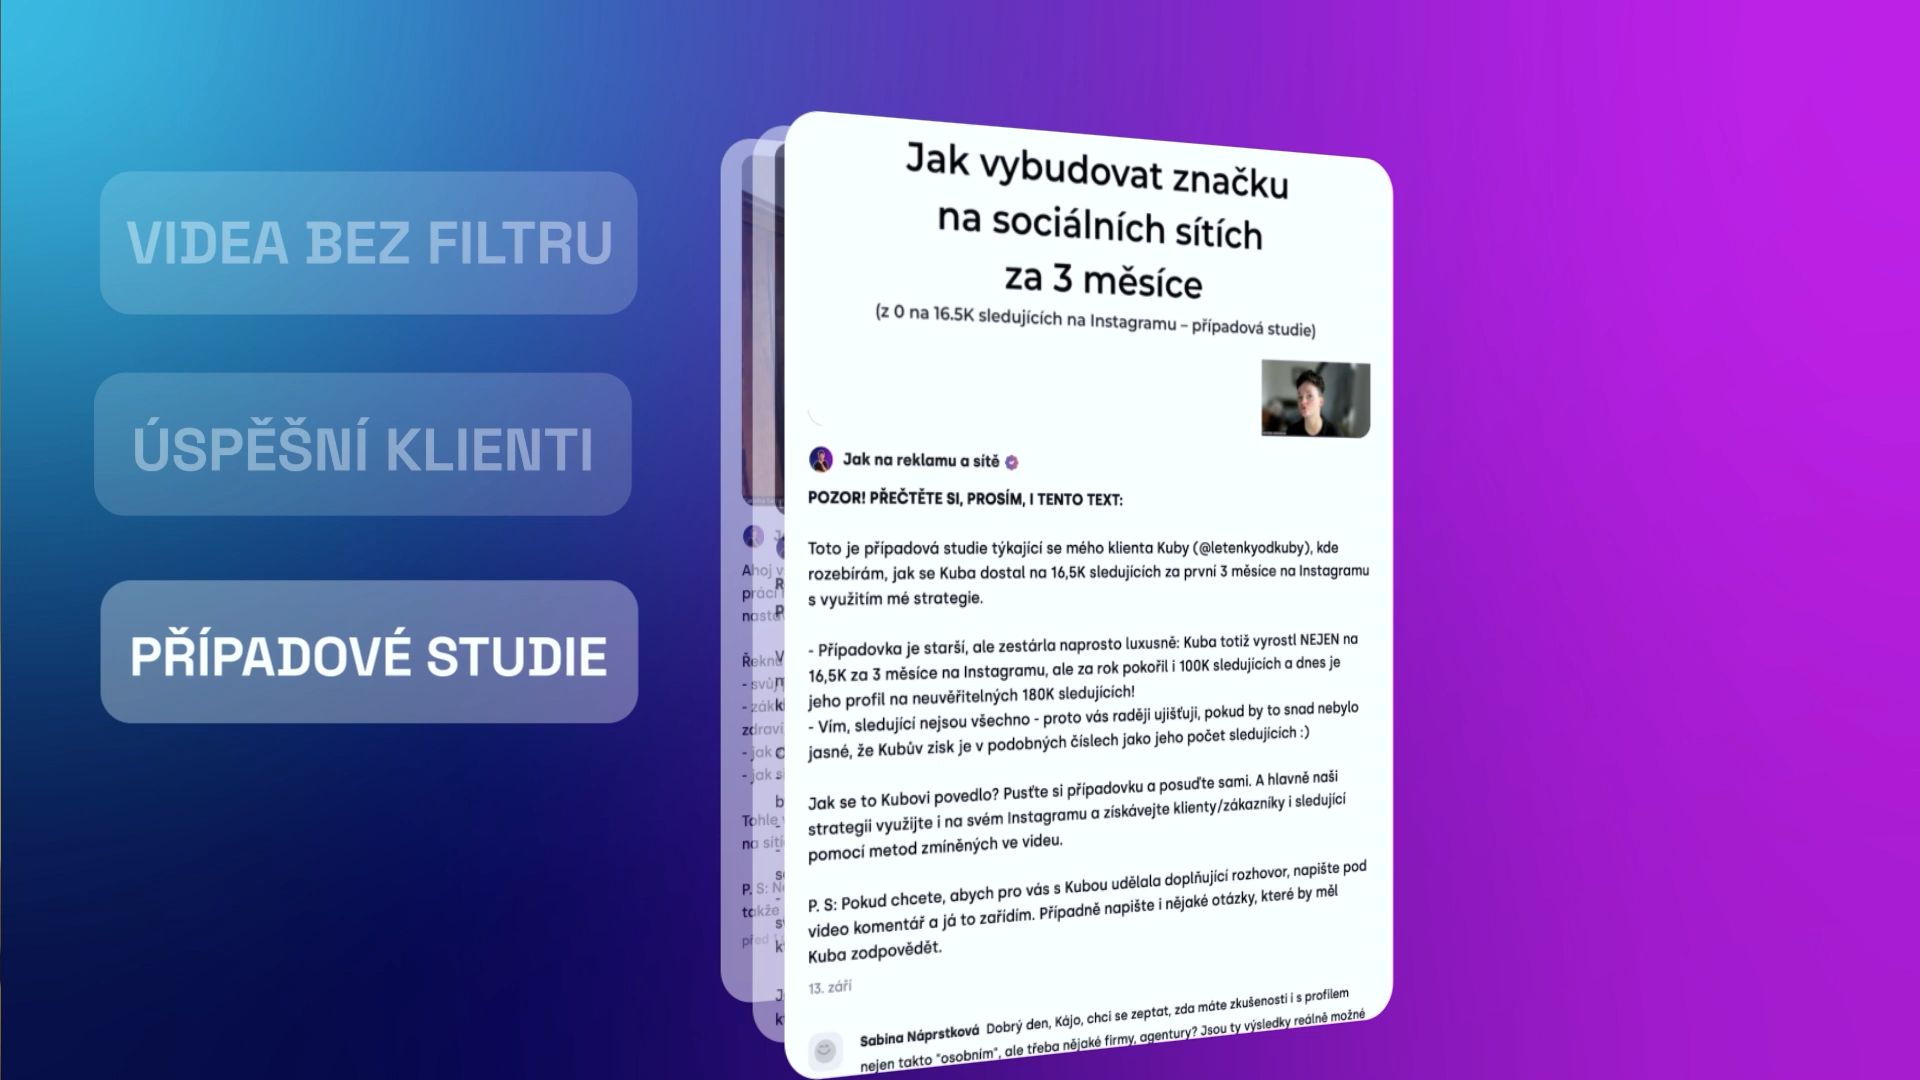 VIDEA BEZ FILTRU
ÚSPĚŠNÍ KLIENTI
PŘÍPADOVÉ STUDIE
Jak vybudovat značku
na sociálních sítích
za 3 měsíce
(z 0 na 16.5K sledujících na Instagramu – případová studie)
Jak na reklamu a sítě
POZOR! PŘEČTĚTE SI, PROSÍM, I TENTO TEXT:
Toto je případová studie týkající se mého klienta Kuby (@letenkyodkuby), kde
rozebírám, jak se Kuba dostal na 16,5K sledujících za první 3 měsíce na Instagramu
s využitím mé strategie.
- Případovka je starší, ale zestárla naprosto luxusně: Kuba totiž vyrostl NEJEN na
16,5K za 3 měsíce na Instagramu, ale za rok pokořil i 100K sledujících a dnes je
jeho profil na neuvěřitelných 180K sledujících!
- Vím, sledující nejsou všechno - proto vás raději ujišťuji, pokud by to snad nebylo
jasné, že Kubův zisk je v podobných číslech jako jeho počet sledujících :)
Jak se to Kubovi povedlo? Pusťte si případovku a posuďte sami. A hlavně naši
strategii využijte i na svém Instagramu a získávejte klienty/zákazníky i sledující
pomocí metod zmíněných ve videu.
P. S: Pokud chcete, abych pro vás s Kubou udělala doplňující rozhovor, napište pod
video komentář a já to zařídím. Případně napište i nějaké otázky, které by měl
Kuba zodpovědět.
13. září
Sabina Náprstková Dobrý den, Kájo, chci se zeptat, zda máte zkušenosti i s profilem
nejen takto "osobním", ale třeba nějaké firmy, agentury? Jsou ty výsledky reálně možné